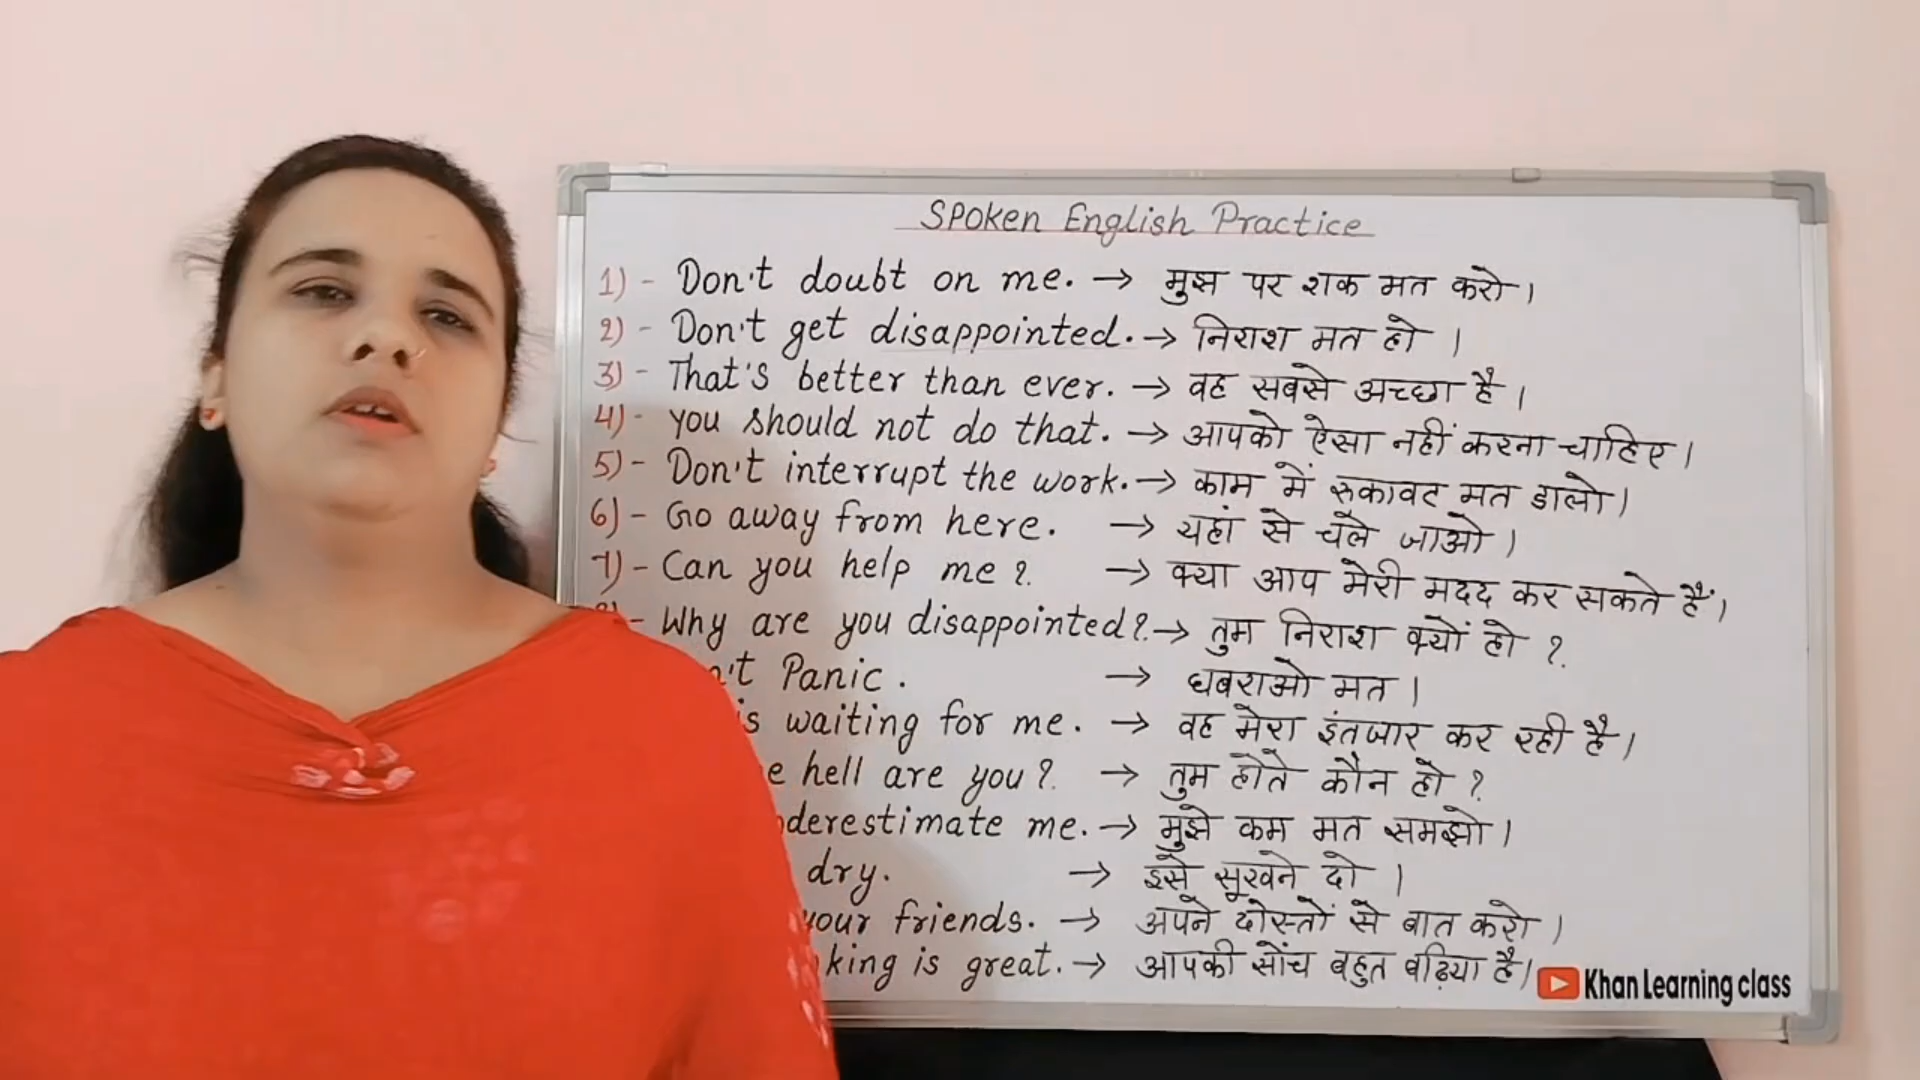 SPOKEN English Practice
1) - Don't doubt on me. → मुझ पर शक मत करो।
2) - Don't get disappointed. → निराश मत हो ।
3) - That's better than ever. → वह सबसे अच्छा है ।
4) - you should not do that. → आपको ऐसा नहीं करना चाहिए।
5) - Don't interrupt the work. → काम में रुकावट मत डालो।
6) - Go away from here. → यहां से चले जाओ।
7) - Can you help me ? → क्या आप मेरी मदद कर सकते हैं।
- Why are you disappointed ? → तुम निराश क्यों हो ?
't Panic. → घबराओ मत ।
is waiting for me. → वह मेरा इंतजार कर रही है।
hell are you ? → तुम होते कौन हो ?
derestimate me. → मुझे कम मत समझो।
dry. → इसे सूखने दो ।
your friends. → अपने दोस्तों से बात करो।
king is great. → आपकी सोंच बहुत बढ़िया है।
Khan Learning class